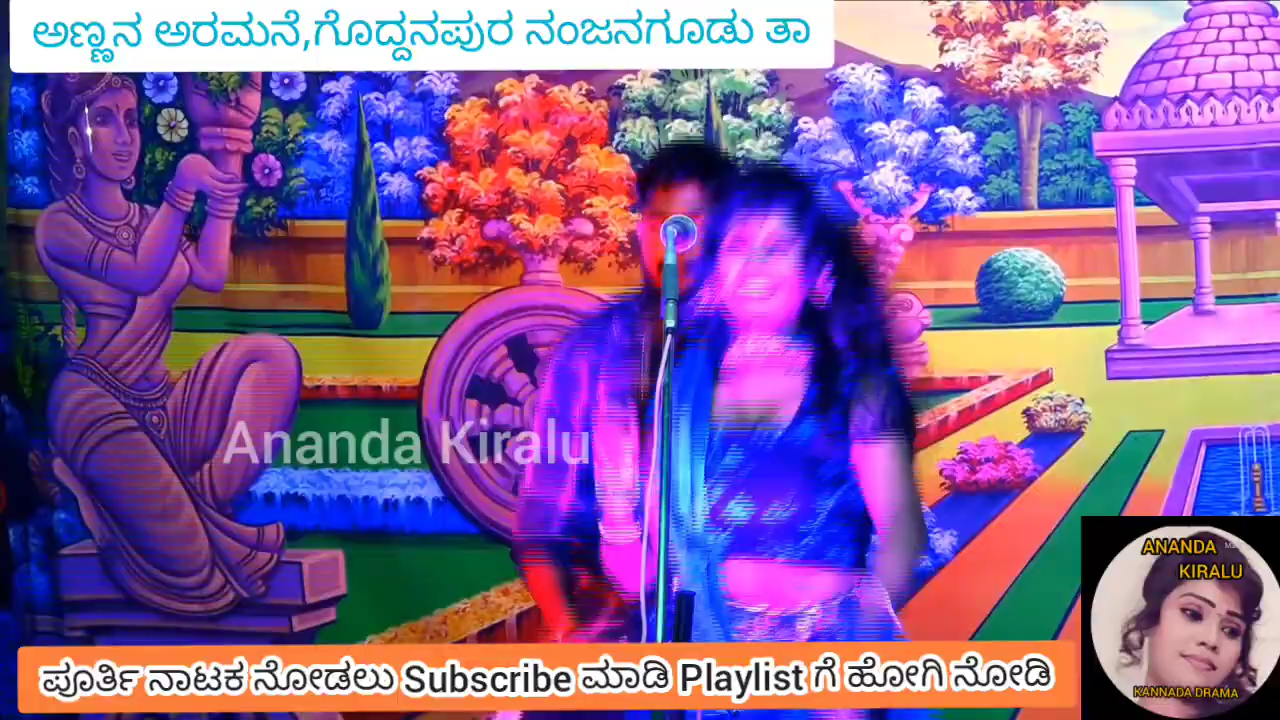 ಅಣ್ಣನ ಅರಮನೆ,ಗೊದ್ದನಪುರ ನಂಜನಗೂಡು ತಾ
Ananda Kiralu
ANANDA
KIRALU
KANNADA DRAMA
ಪೂರ್ತಿ ನಾಟಕ ನೋಡಲು Subscribe ಮಾಡಿ Playlist ಗೆ ಹೋಗಿ ನೋಡಿ